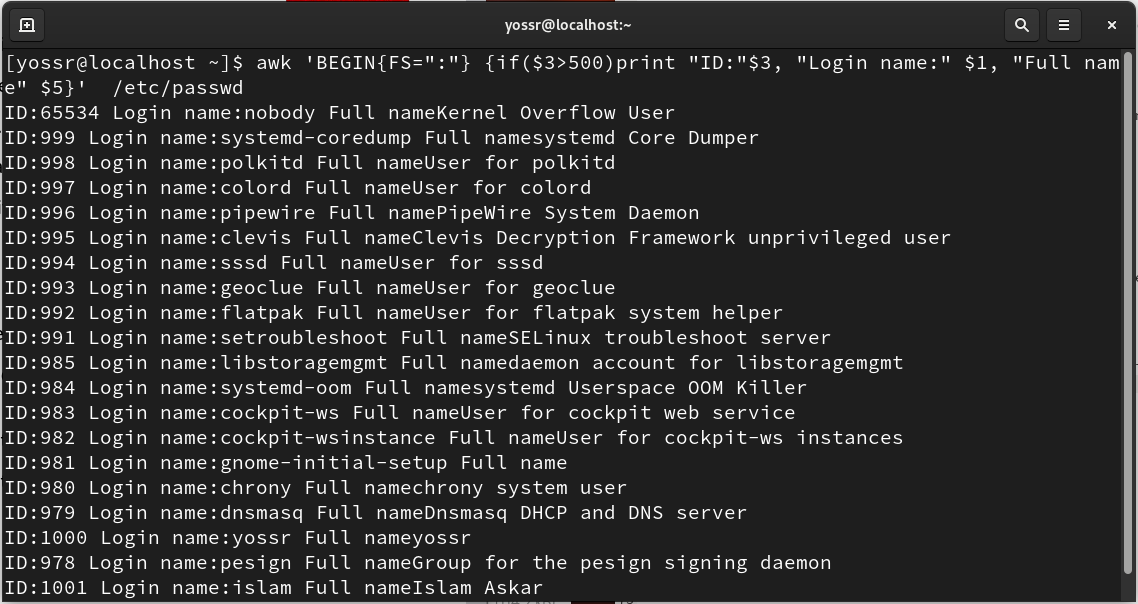 yossr@localhost:~
[yossr@localhost ~]$ awk 'BEGIN{FS=":"} {if($3>500)print "ID:"$3, "Login name:" $1, "Full nam
e" $5}'  /etc/passwd
ID:65534 Login name:nobody Full nameKernel Overflow User
ID:999 Login name:systemd-coredump Full namesystemd Core Dumper
ID:998 Login name:polkitd Full nameUser for polkitd
ID:997 Login name:colord Full nameUser for colord
ID:996 Login name:pipewire Full namePipeWire System Daemon
ID:995 Login name:clevis Full nameClevis Decryption Framework unprivileged user
ID:994 Login name:sssd Full nameUser for sssd
ID:993 Login name:geoclue Full nameUser for geoclue
ID:992 Login name:flatpak Full nameUser for flatpak system helper
ID:991 Login name:setroubleshoot Full nameSELinux troubleshoot server
ID:985 Login name:libstoragemgmt Full namedaemon account for libstoragemgmt
ID:984 Login name:systemd-oom Full namesystemd Userspace OOM Killer
ID:983 Login name:cockpit-ws Full nameUser for cockpit web service
ID:982 Login name:cockpit-wsinstance Full nameUser for cockpit-ws instances
ID:981 Login name:gnome-initial-setup Full name
ID:980 Login name:chrony Full namechrony system user
ID:979 Login name:dnsmasq Full nameDnsmasq DHCP and DNS server
ID:1000 Login name:yossr Full nameyossr
ID:978 Login name:pesign Full nameGroup for the pesign signing daemon
ID:1001 Login name:islam Full nameIslam Askar